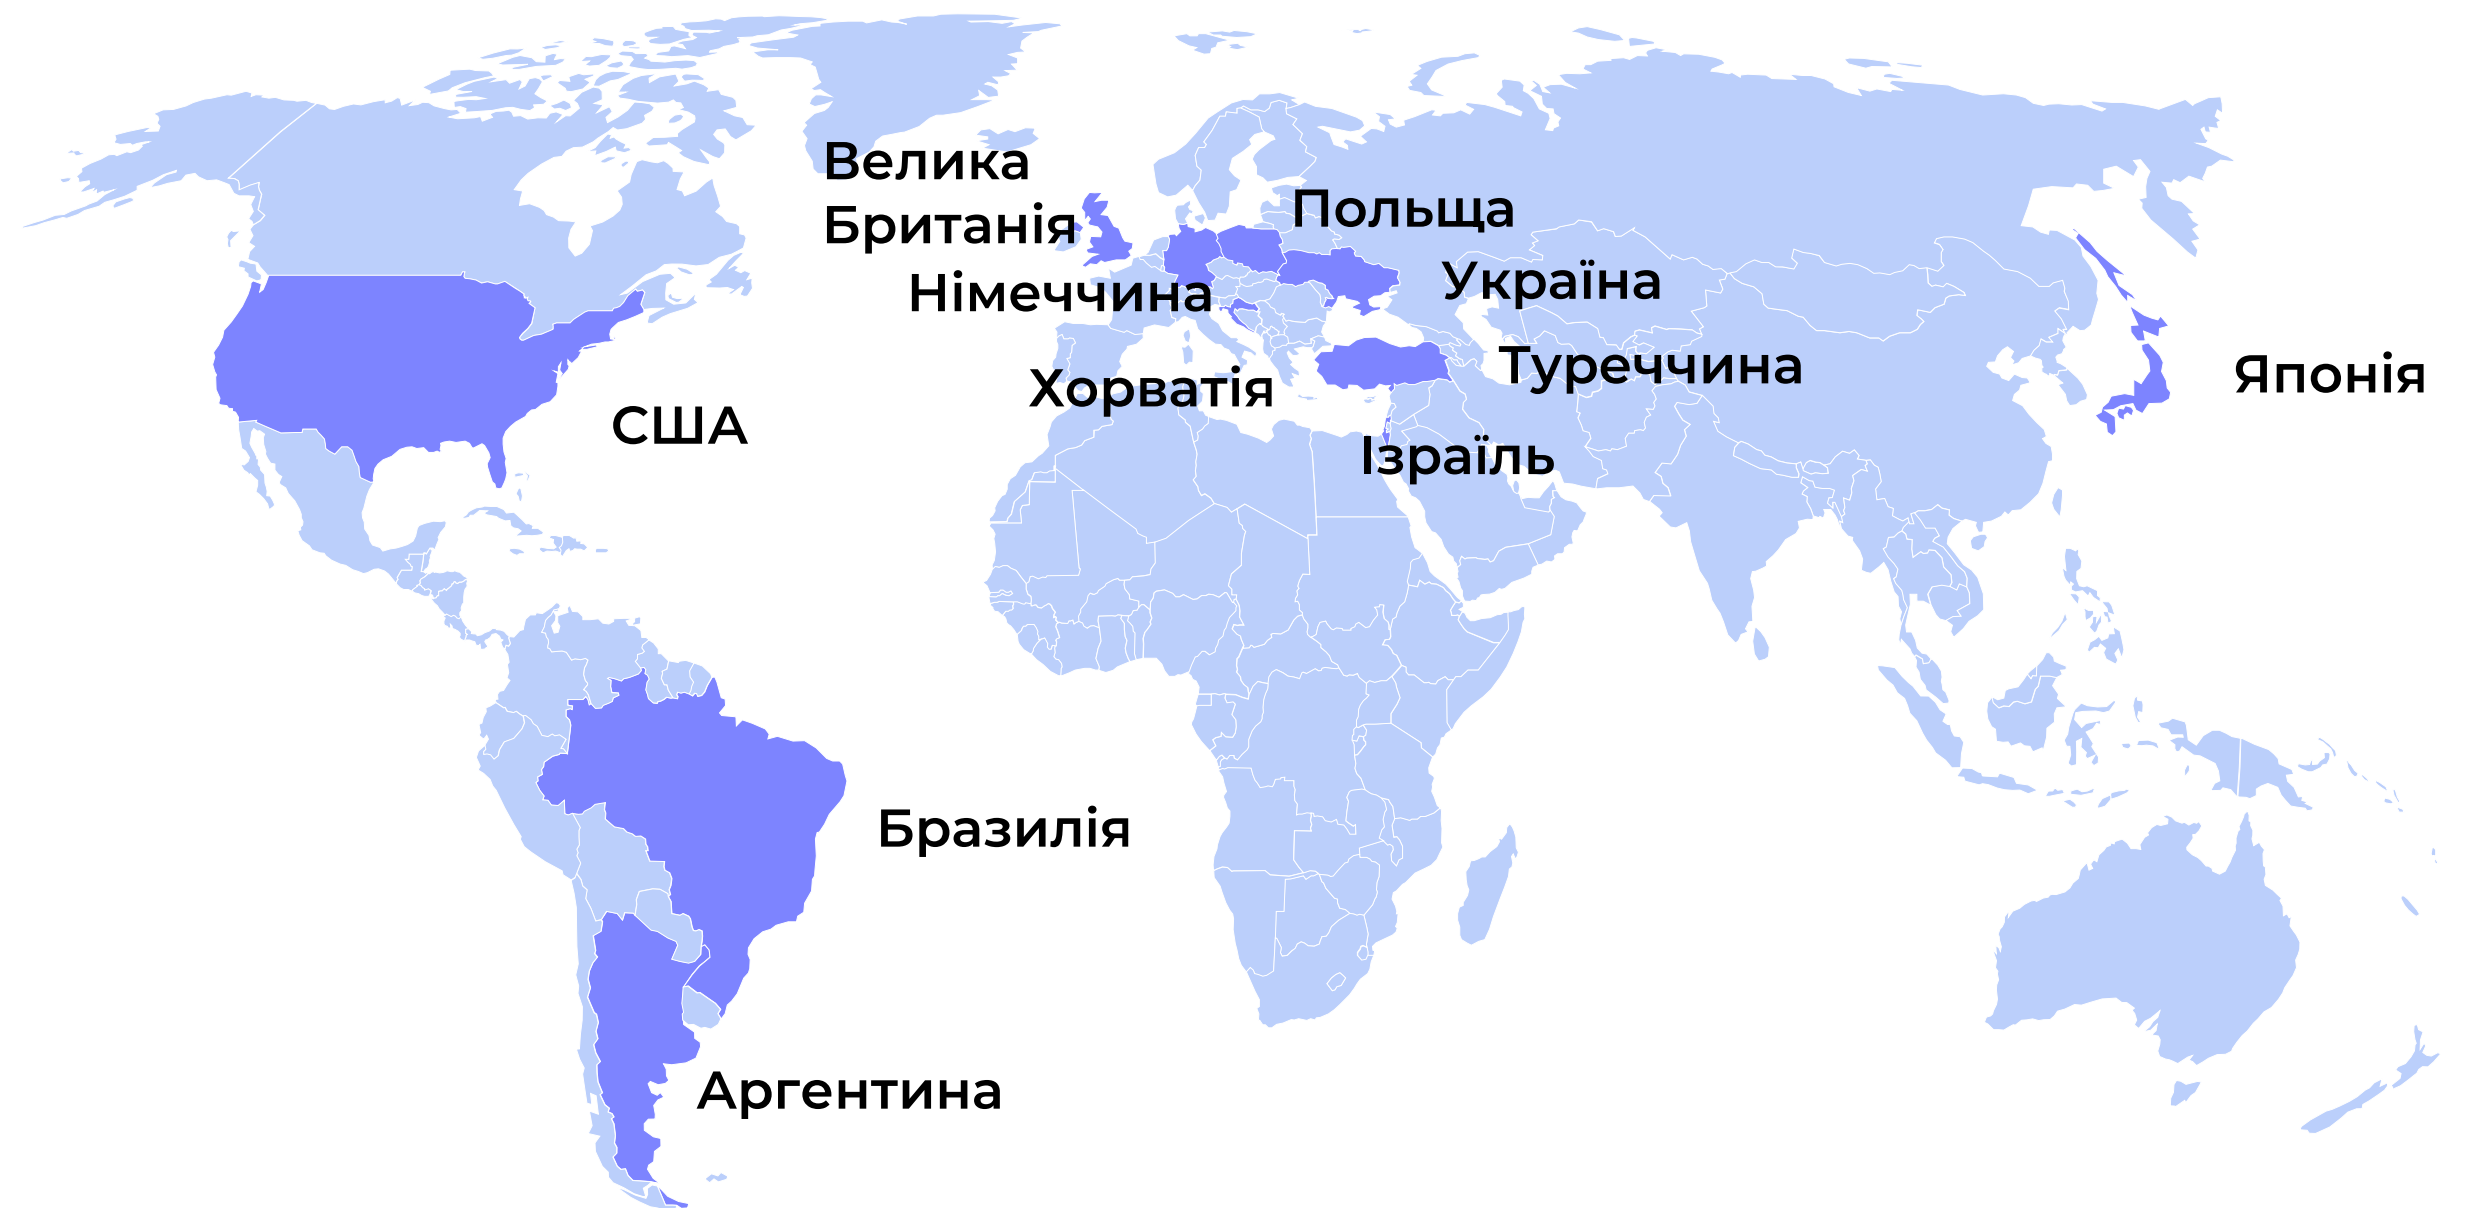 Велика
Британія
Польща
Німеччина
Україна
Туреччина
Хорватія
Японія
США
Ізраїль
Бразилія
Аргентина